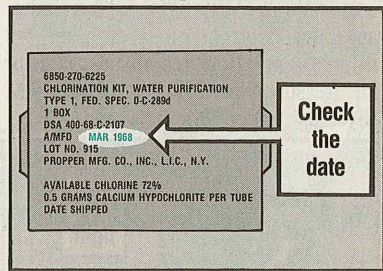 6850-270-6225
CHLORINATION KIT, WATER PURIFICATION
TYPE 1, FED. SPEC. O-C-289d
1 BOX
DSA 400-68-C-2107
A/MFD MAR 1968
LOT NO. 915
PROPPER MFG. CO., INC., L.I.C., N.Y.
AVAILABLE CHLORINE 72%
0.5 GRAMS CALCIUM HYPOCHLORITE PER TUBE
DATE SHIPPED
Check
the
date